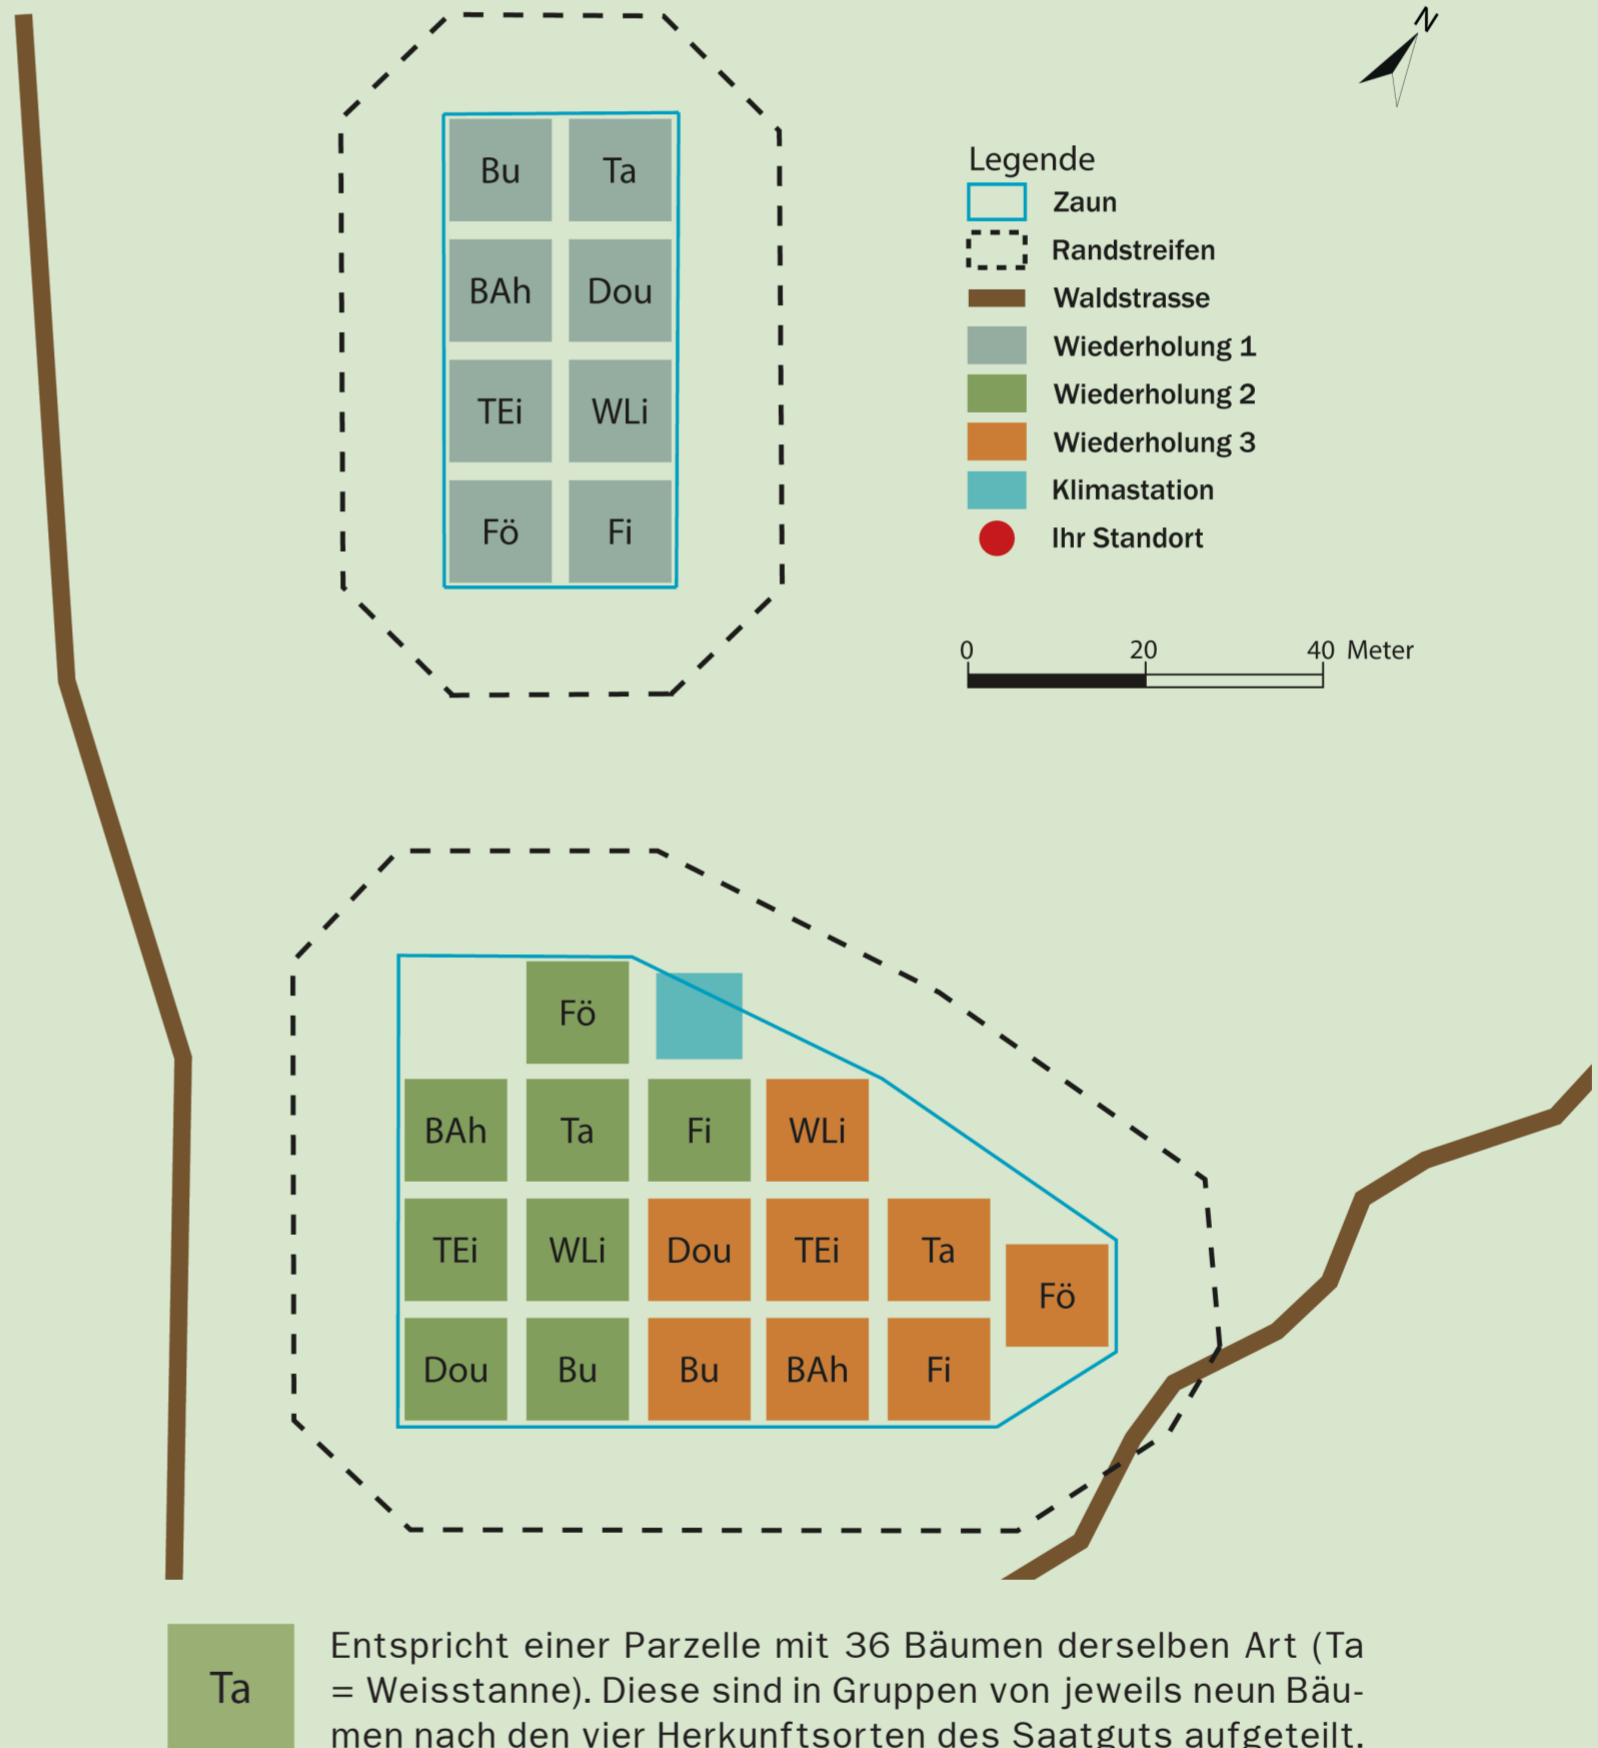 N
Bu Ta
BAh Dou
TEi WLi
Fö Fi
Legende
Zaun
Randstreifen
Waldstrasse
Wiederholung 1
Wiederholung 2
Wiederholung 3
Klimastation
Ihr Standort
0 20 40 Meter
Fö
BAh Ta Fi WLi
TEi WLi Dou TEi Ta
Fö
Dou Bu Bu BAh Fi
Ta
Entspricht einer Parzelle mit 36 Bäumen derselben Art (Ta
= Weisstanne). Diese sind in Gruppen von jeweils neun Bäu-
men nach den vier Herkunftsorten des Saatguts aufgeteilt.